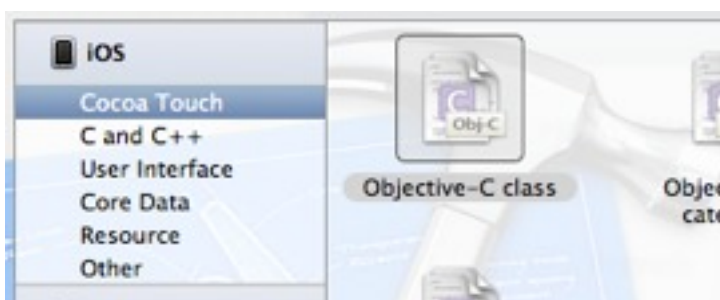 iOS
Cocoa Touch
C and C++
User Interface
Core Data
Resource
Other
C
Obj-C
Objective-C class